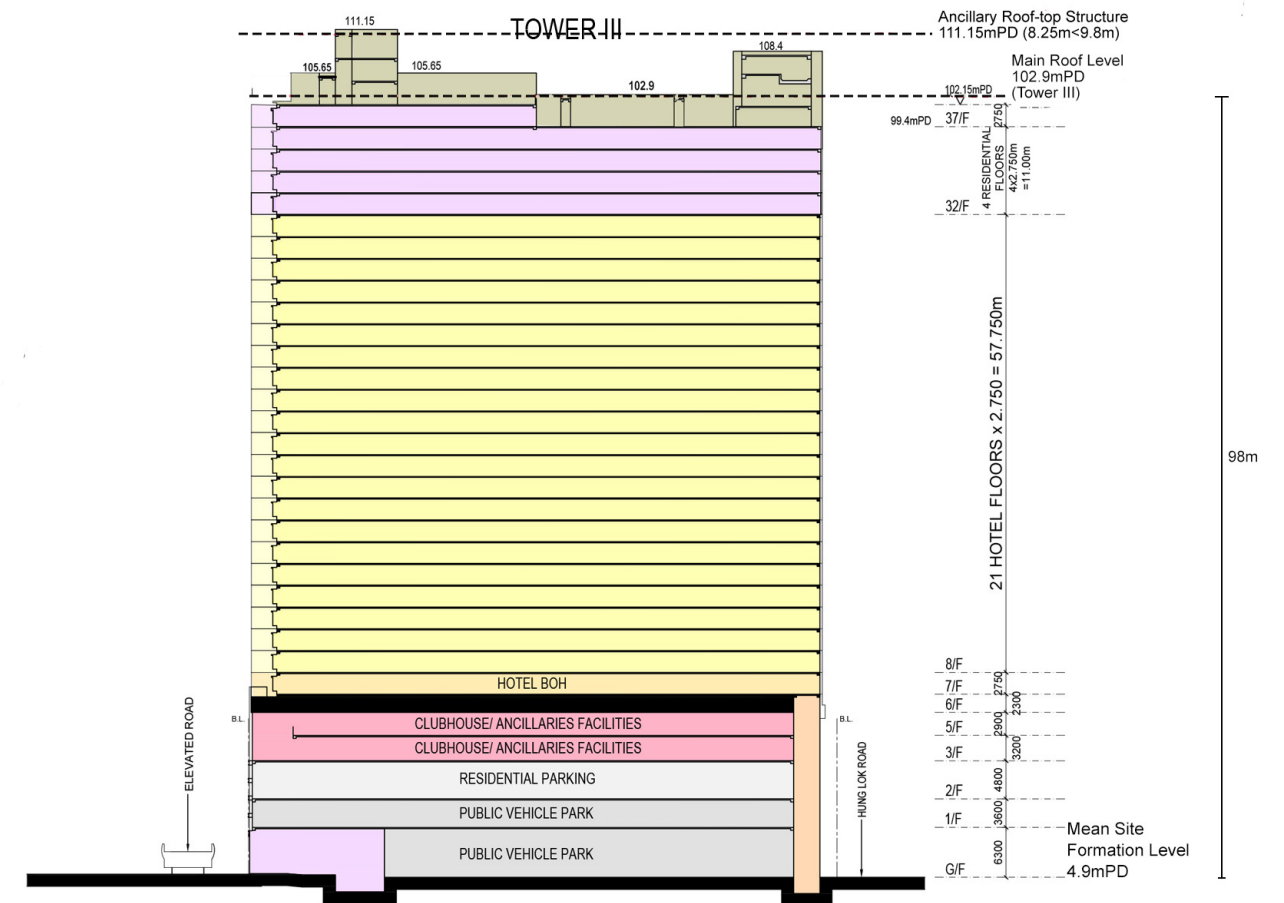 TOWER III
111.15
105.65
105.65
102.9
108.4
Ancillary Roof-top Structure
111.15mPD (8.25m<9.8m)
Main Roof Level
102.9mPD
(Tower III)
102.15mPD
99.4mPD
37/F
2750
4 RESIDENTIAL
FLOORS
4x2.750m
=11.00m
32/F
21 HOTEL FLOORS x 2.750 = 57.750m
98m
8/F
2750
7/F
2300
6/F
2900
5/F
3200
3/F
4800
2/F
3600
1/F
6300
G/F
Mean Site
Formation Level
4.9mPD
HOTEL BOH
CLUBHOUSE/ ANCILLARIES FACILITIES
CLUBHOUSE/ ANCILLARIES FACILITIES
RESIDENTIAL PARKING
PUBLIC VEHICLE PARK
PUBLIC VEHICLE PARK
B.L.
B.L.
ELEVATED ROAD
HUNG LOK ROAD